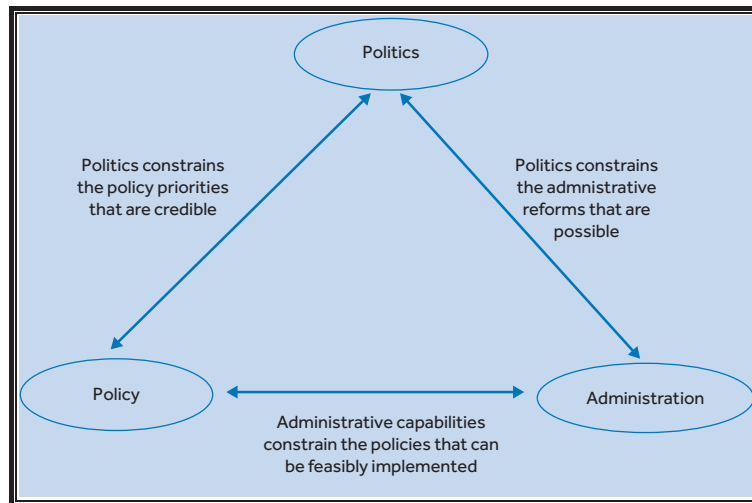 Politics
Politics constrains
the policy priorities
that are credible
Politics constrains
the admnistrative
reforms that are
possible
Policy
Administration
Administrative capabilities
constrain the policies that can
be feasibly implemented